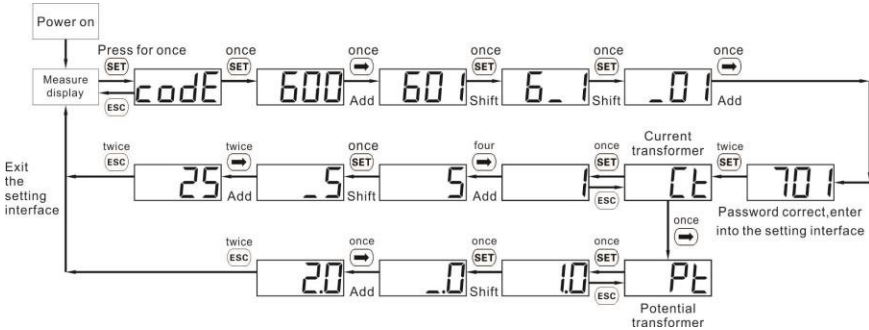 Power on
Press for once
once
once
once
once
once
SET
SET
SET
SET
Measure
display
codE
600
601
6_1
_01
ESC
Add
Shift
Shift
Add
twice
twice
once
four
once
Current
transformer
twice
ESC
SET
SET
SET
Exit
the
setting
interface
25
_5
5
1
Ct
701
Add
Shift
Add
ESC
Password correct,enter
into the setting interface
once
twice
once
once
once
ESC
SET
SET
2.0
_.0
1.0
Pt
Add
Shift
ESC
Potential
transformer